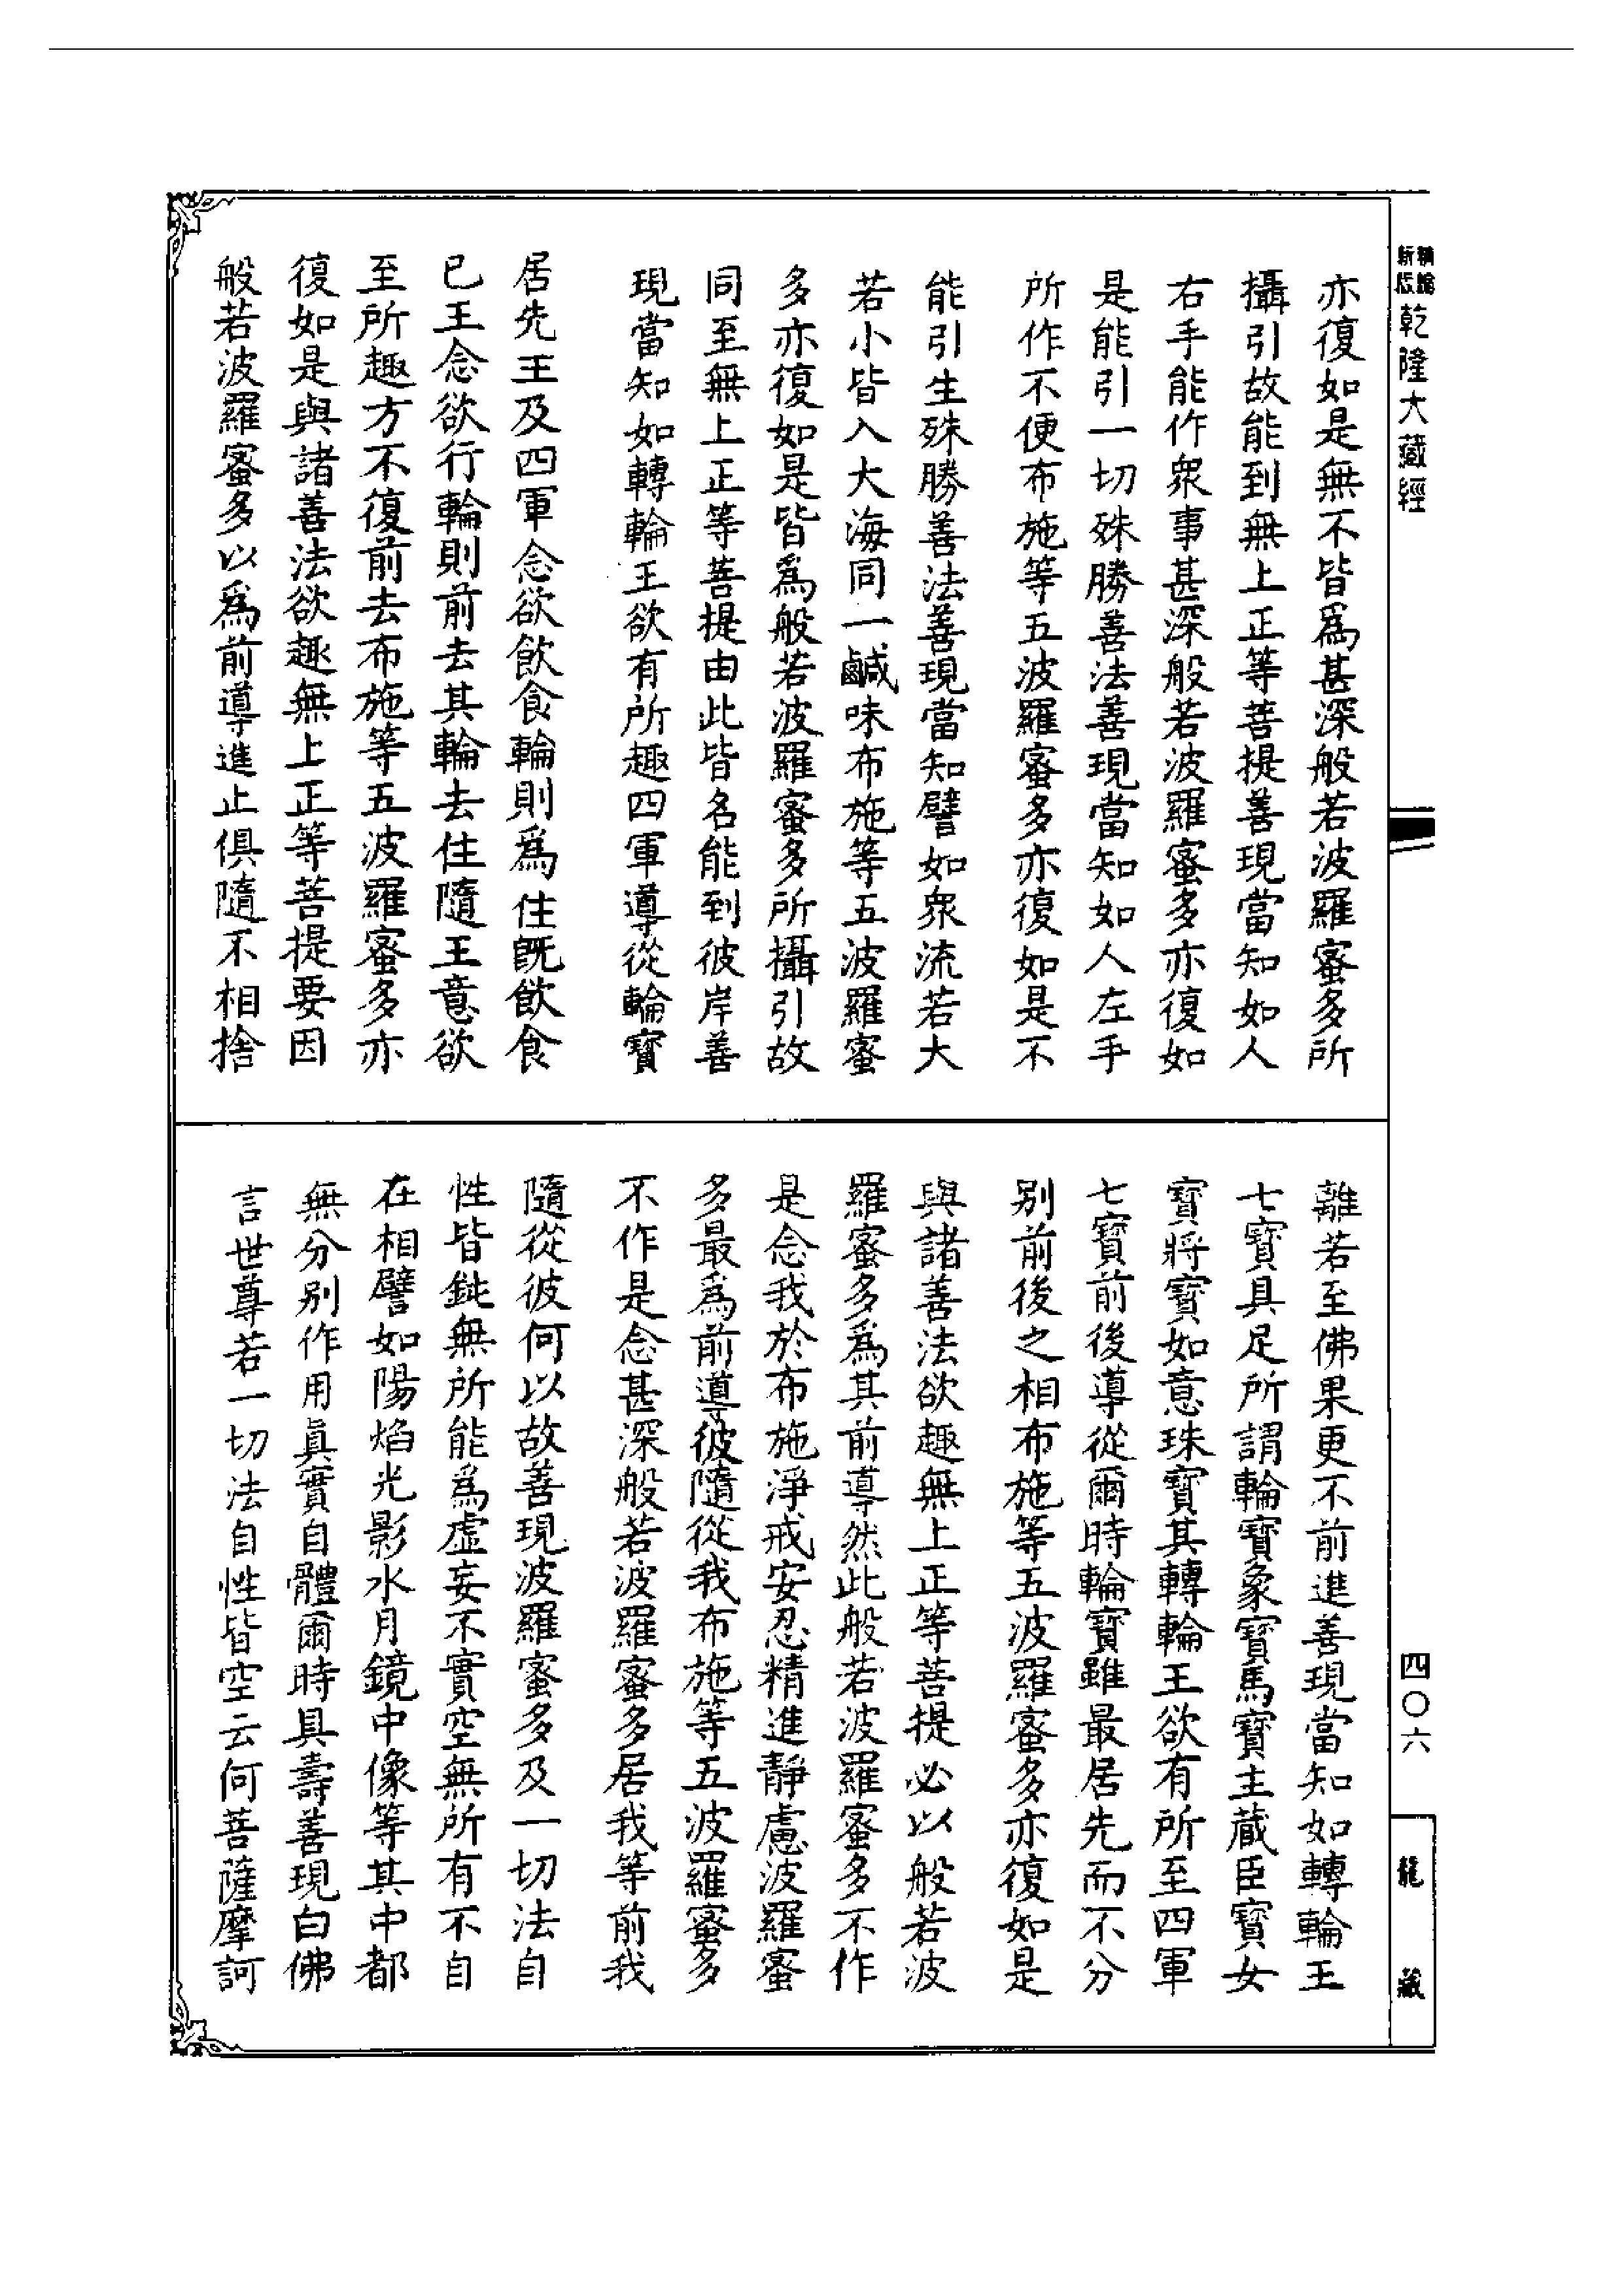 乾隆大藏經
亦復如是無不皆爲甚深般若波羅蜜多所
攝引故能到無上正等菩提善現當知如人
右手能作衆事甚深般若波羅蜜多亦復如
是能引一切殊勝善法善現當知如人左手
所作不便布施等五波羅蜜多亦復如是不
能引生殊勝善法善現當知譬如衆流若大
若小皆入大海同一鹹味布施等五波羅蜜
多亦復如是皆爲般若波羅蜜多所攝引故
同至無上正等菩提由此皆名能到彼岸善
現當知如轉輪王欲有所趣四軍導從輪寶
居先王及四軍念欲飲食輪則爲住既飲食
已王念欲行輪則前去其輪去住隨王意欲
至所趣方不復前去布施等五波羅蜜多亦
復如是與諸善法欲趣無上正等菩提要因
般若波羅蜜多以爲前導進止俱隨不相捨
離若至佛果更不前進善現當知如轉輪王
七寶具足所謂輪寶象寶馬寶主藏臣寶女
寶將寶如意珠寶其轉輪王欲有所至四軍
七寶前後導從爾時輪寶雖最居先而不分
別前後之相布施等五波羅蜜多亦復如是
與諸善法欲趣無上正等菩提必以般若波
羅蜜多爲其前導然此般若波羅蜜多不作
是念我於布施淨戒安忍精進靜慮波羅蜜
多最爲前導彼隨從我布施等五波羅蜜多
不作是念甚深般若波羅蜜多居我等前我
隨從彼何以故善現波羅蜜多及一切法自
性皆鈍無所能爲虛妄不實空無所有不自
在相譬如陽焰光影水月鏡中像等其中都
無分別作用眞實自體爾時具壽善現白佛
言世尊若一切法自性皆空云何菩薩摩訶
四〇六
龍藏